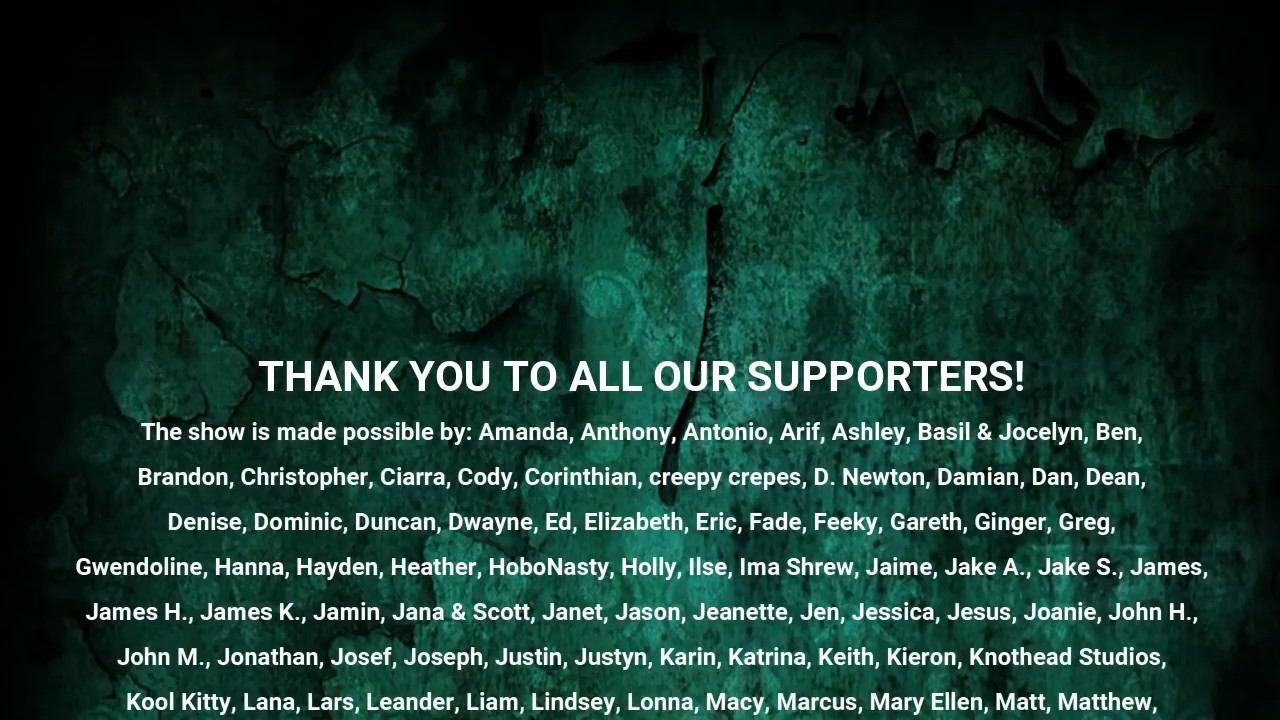 THANK YOU TO ALL OUR SUPPORTERS!
The show is made possible by: Amanda, Anthony, Antonio, Arif, Ashley, Basil & Jocelyn, Ben,
Brandon, Christopher, Ciarra, Cody, Corinthian, creepy crepes, D. Newton, Damian, Dan, Dean,
Denise, Dominic, Duncan, Dwayne, Ed, Elizabeth, Eric, Fade, Feeky, Gareth, Ginger, Greg,
Gwendoline, Hanna, Hayden, Heather, HoboNasty, Holly, Ilse, Ima Shrew, Jaime, Jake A., Jake S., James,
James H., James K., Jamin, Jana & Scott, Janet, Jason, Jeanette, Jen, Jessica, Jesus, Joanie, John H.,
John M., Jonathan, Josef, Joseph, Justin, Justyn, Karin, Katrina, Keith, Kieron, Knothead Studios,
Kool Kitty, Lana, Lars, Leander, Liam, Lindsey, Lonna, Macy, Marcus, Mary Ellen, Matt, Matthew,